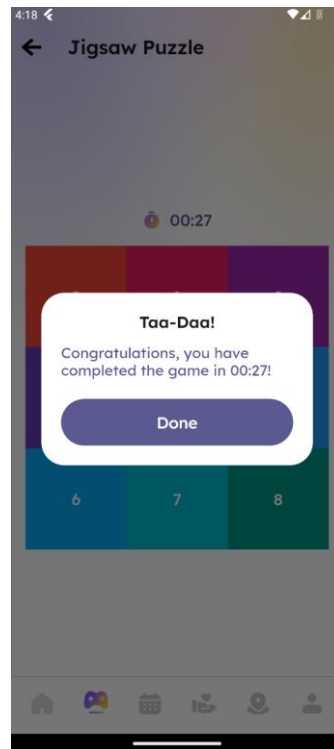 4:18
Jigsaw Puzzle
00:27
Taa-Daa!
Congratulations, you have
completed the game in 00:27!
Done
6 7 8